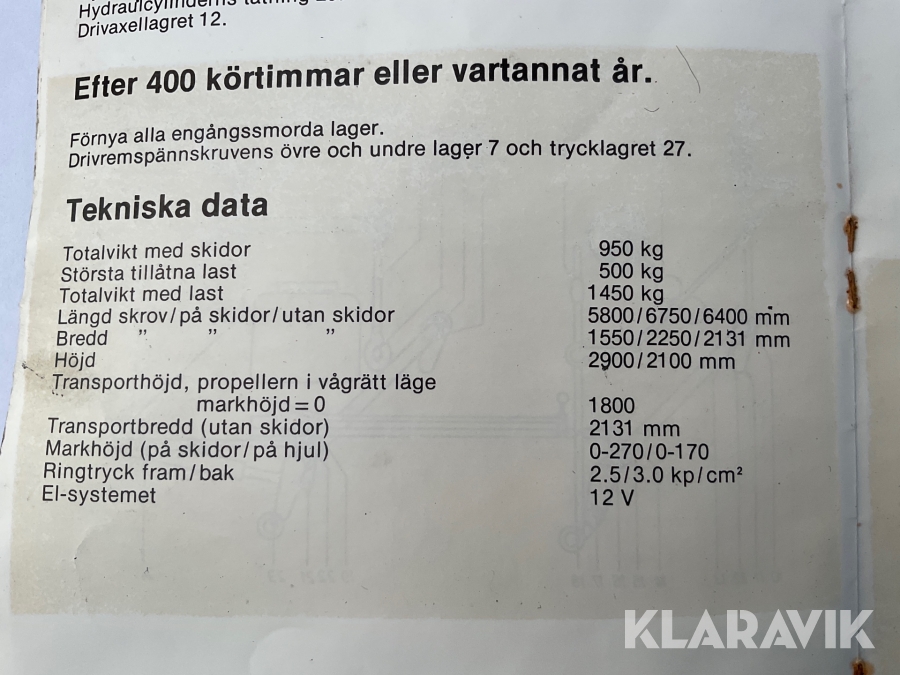 Hydraulcylinderns tätning
Drivaxellagret 12.
Efter 400 körtimmar eller vartannat år.
Förnya alla engångssmorda lager.
Drivremspännskruvens övre och undre lager 7 och trycklagret 27.
Tekniska data
Totalvikt med skidor 950 kg
Största tillåtna last 500 kg
Totalvikt med last 1450 kg
Längd skrov/på skidor/utan skidor 5800/6750/6400 mm
Bredd ” ” ” 1550/2250/2131 mm
Höjd 2900/2100 mm
Transporthöjd, propellern i vågrätt läge
markhöjd=0 1800
Transportbredd (utan skidor) 2131 mm
Markhöjd (på skidor/på hjul) 0-270/0-170
Ringtryck fram/bak 2.5/3.0 kp/cm²
El-systemet 12 V
KLARAVIK